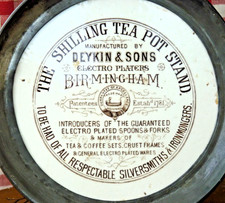 THE SHILLING TEA POT STAND.
MANUFACTURED BY
DEYKIN & SONS
ELECTRO PLATERS
BIRMINGHAM
Patentees
INTRODUCERS OF THE GUARANTEED
ELECTRO PLATED SPOONS & FORKS
& MAKERS OF
TEA & COFFEE SETS, CRUET FRAMES
& GENERAL ELECTRO PLATED WARES
TO BE HAD OF ALL RESPECTABLE SILVERSMITHS & IRONMONGERS